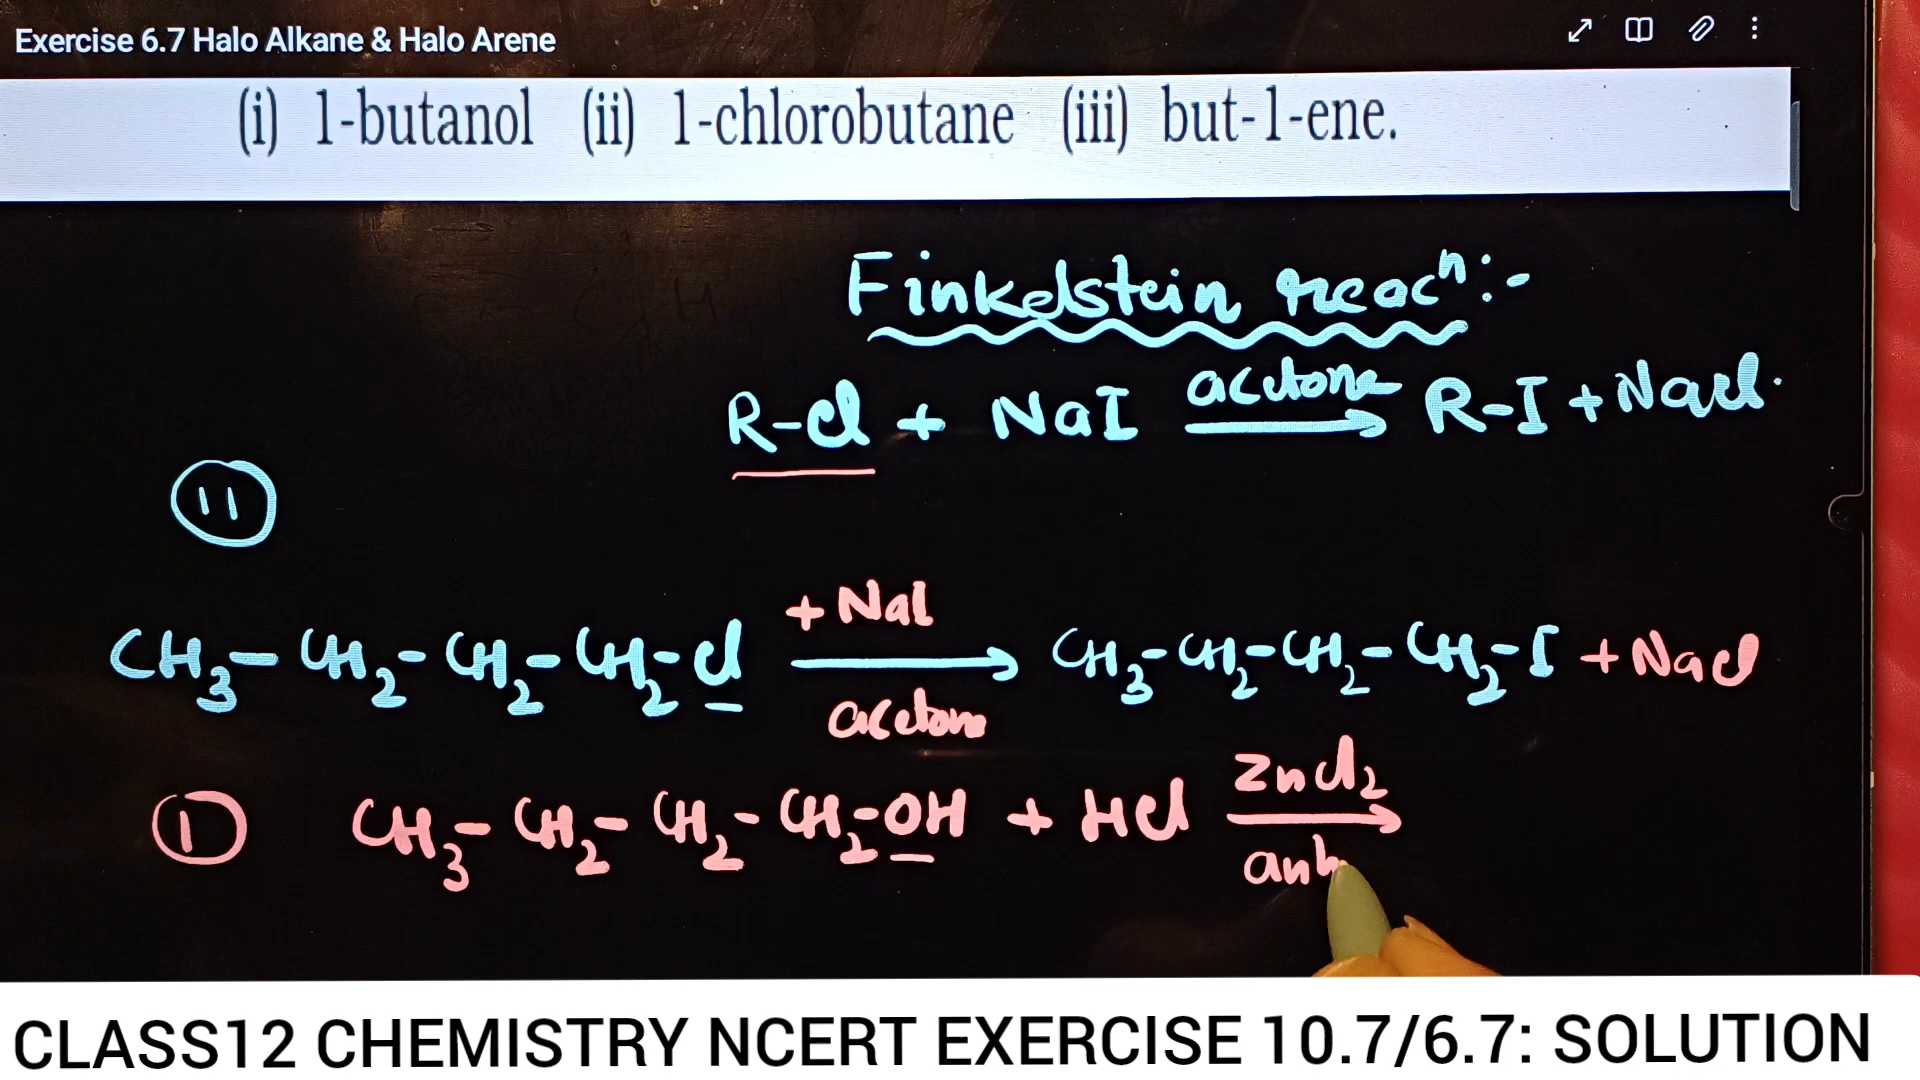 Exercise 6.7 Halo Alkane & Halo Arene
(i) 1-butanol (ii) 1-chlorobutane (iii) but-1-ene.
Finkelstein reacⁿ:-
R-Cl + NaI acetone → R-I + NaCl.
(11)
CH₃-CH₂-CH₂-CH₂-Cl + NaI → acetone CH₃-CH₂-CH₂-CH₂-I + NaCl
(1) CH₃-CH₂-CH₂-CH₂-OH + HCl ZnCl₂ → anh
CLASS12 CHEMISTRY NCERT EXERCISE 10.7/6.7: SOLUTION